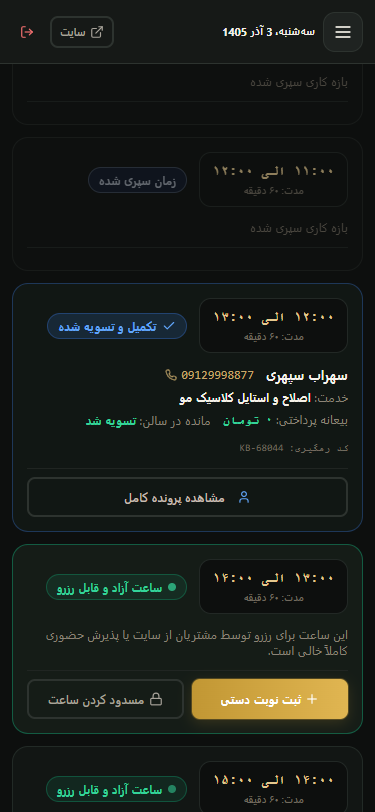 سه‌شنبه، 3 آذر 1405
سایت
بازه کاری سپری شده
۱۱:۰۰ الی ۱۲:۰۰
مدت: ۶۰ دقیقه
زمان سپری شده
بازه کاری سپری شده
۱۲:۰۰ الی ۱۳:۰۰
مدت: ۶۰ دقیقه
تکمیل و تسویه شده
سهراب سپهری 09129998877
خدمت: اصلاح و استایل کلاسیک مو
بیعانه پرداختی: ۰ تومان مانده در سالن: تسویه شد
کد رهگیری: KB-68044
مشاهده پرونده کامل
۱۳:۰۰ الی ۱۴:۰۰
مدت: ۶۰ دقیقه
ساعت آزاد و قابل رزرو
این ساعت برای رزرو توسط مشتریان از سایت یا پذیرش حضوری
کاملاً خالی است.
ثبت نوبت دستی
مسدود کردن ساعت
۱۴:۰۰ الی ۱۵:۰۰
مدت: ۶۰ دقیقه
ساعت آزاد و قابل رزرو